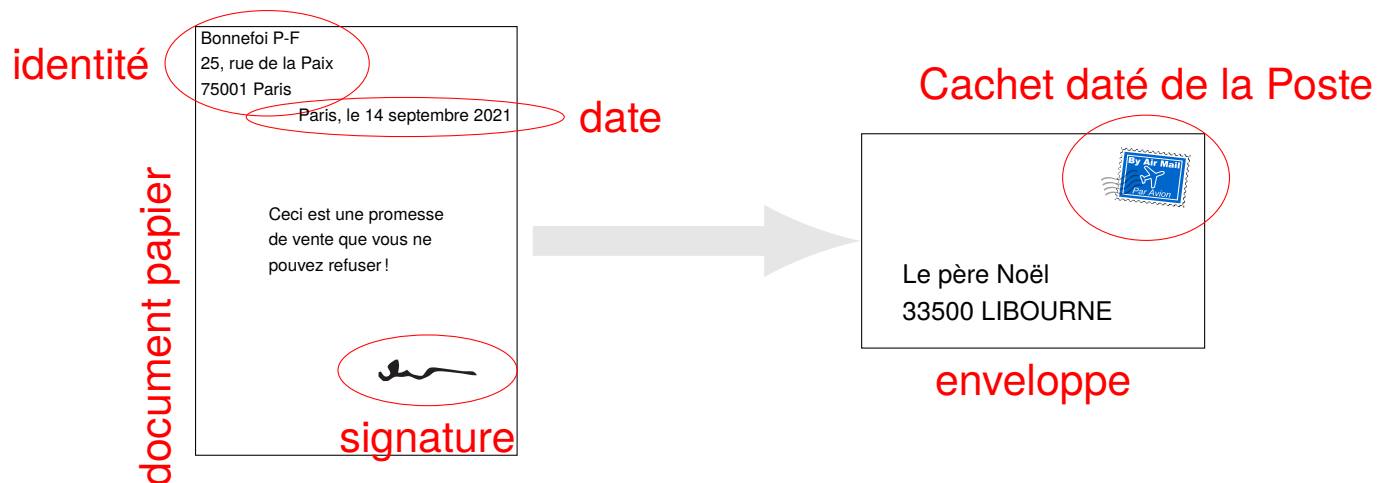 identité
Bonnefoi P-F
25, rue de la Paix
75001 Paris
Paris, le 14 septembre 2021
date
document papier
Ceci est une promesse
de vente que vous ne
pouvez refuser !
signature
Cachet daté de la Poste
By Air Mail
Par Avion
Le père Noël
33500 LIBOURNE
enveloppe